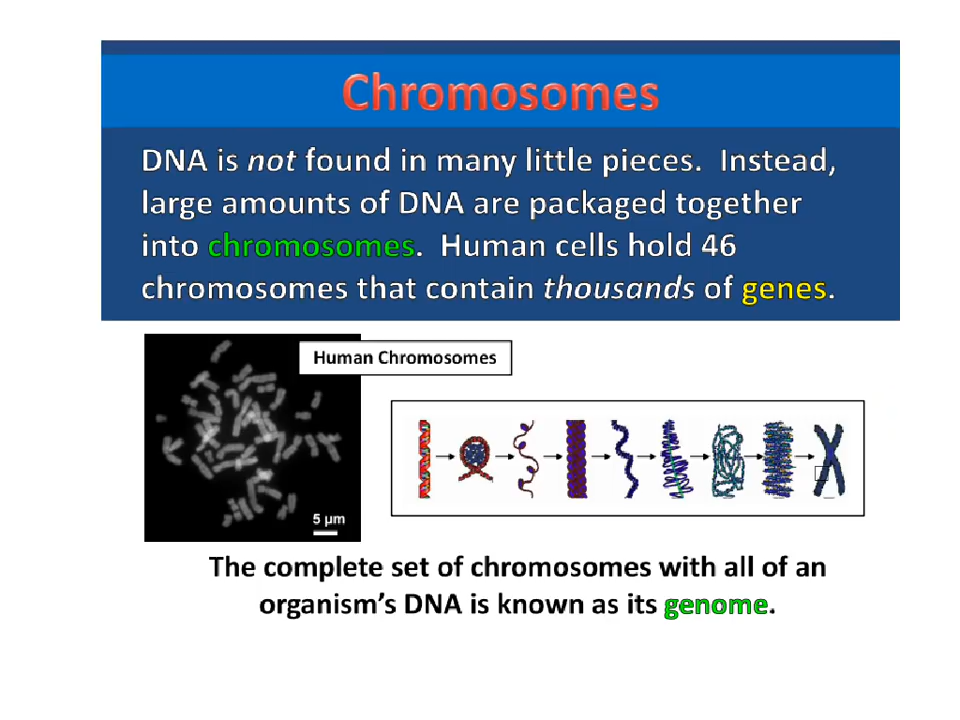 Chromosomes
DNA is not found in many little pieces. Instead,
large amounts of DNA are packaged together
into chromosomes. Human cells hold 46
chromosomes that contain thousands of genes.
Human Chromosomes
5 µm
The complete set of chromosomes with all of an
organism's DNA is known as its genome.